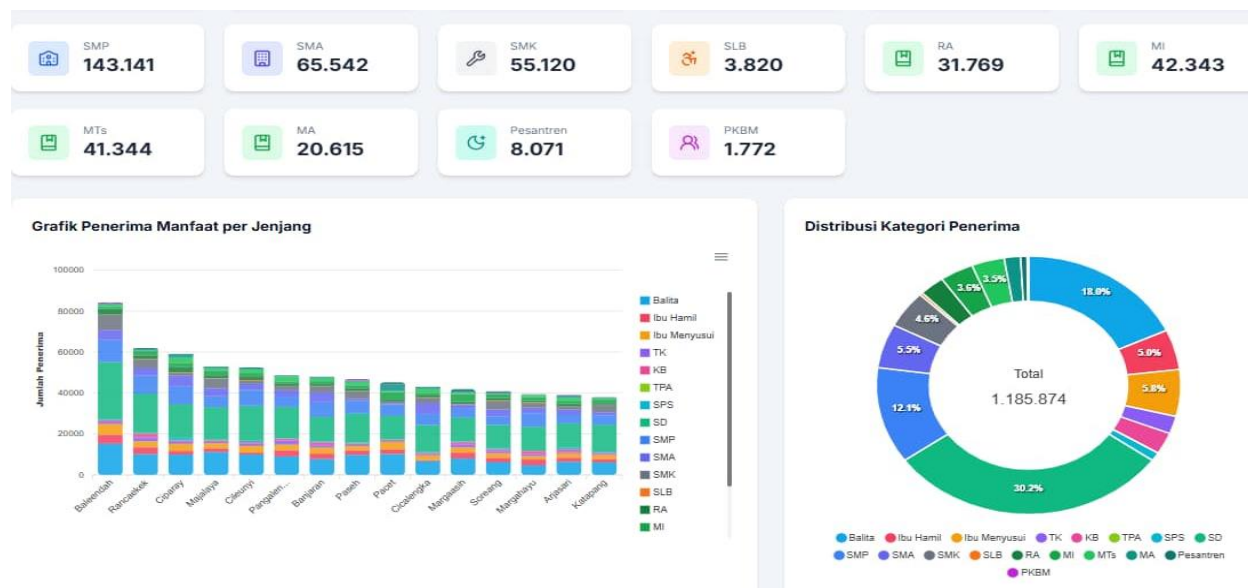 SMP
143.141
SMA
65.542
SMK
55.120
SLB
3.820
RA
31.769
MI
42.343
MTs
41.344
MA
20.615
Pesantren
8.071
PKBM
1.772
Grafik Penerima Manfaat per Jenjang
100000
80000
60000
40000
20000
0
Jumlah Penerima
Baleendah
Rancaekek
Ciparay
Majalaya
Cileunyi
Pangalem...
Banjaran
Paseh
Pacet
Cicalengka
Margaasih
Soreang
Margahayu
Arjasari
Katapang
Balita
Ibu Hamil
Ibu Menyusui
TK
KB
TPA
SPS
SD
SMP
SMA
SMK
SLB
RA
MI
Distribusi Kategori Penerima
18.0%
5.0%
5.8%
30.2%
12.1%
5.5%
4.6%
3.6%
3.5%
Total
1.185.874
Balita Ibu Hamil Ibu Menyusui TK KB TPA SPS SD
SMP SMA SMK SLB RA MI MTs MA Pesantren
PKBM